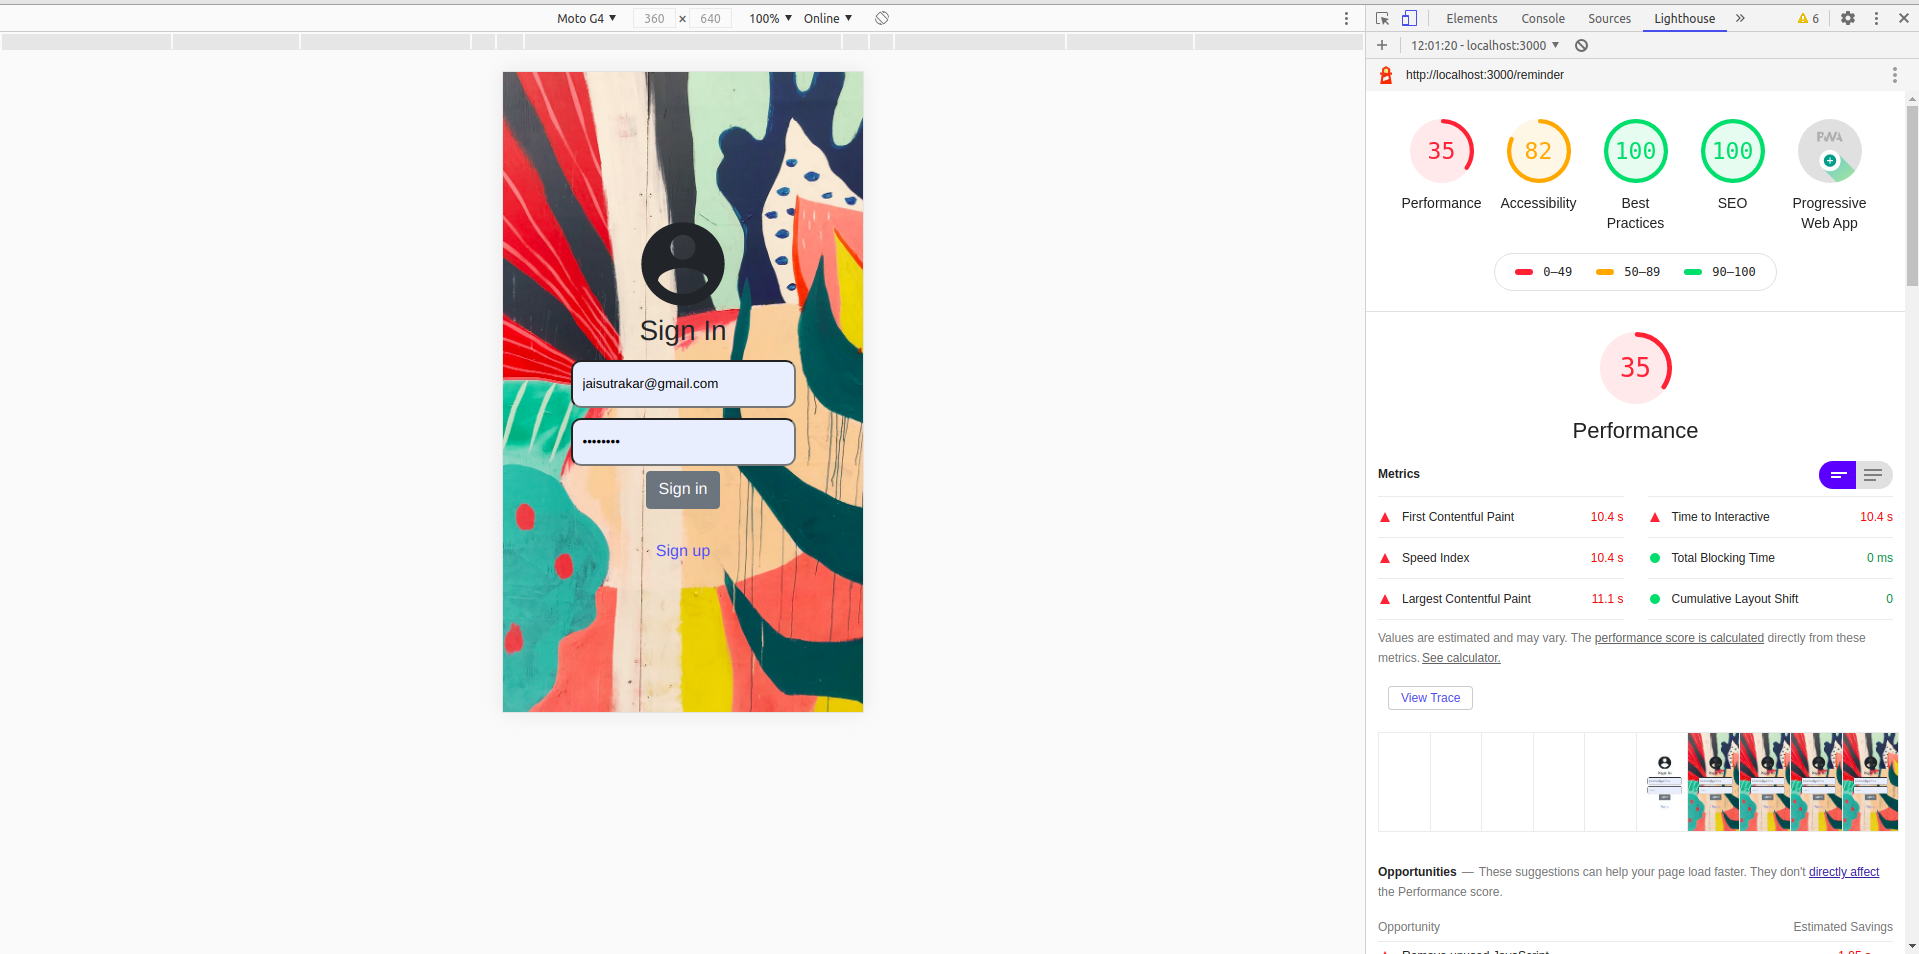 Moto G4 ▼ 360 × 640 100% ▼ Online ▼
Sign In
jaisutrakar@gmail.com
••••••••
Sign in
Sign up
Elements Console Sources Lighthouse » 6
12:01:20 - localhost:3000 ▼
http://localhost:3000/reminder
35 82 100 100 PWA
Performance Accessibility Best Practices SEO Progressive Web App
0–49 50–89 90–100
35
Performance
Metrics
First Contentful Paint 10.4 s
Time to Interactive 10.4 s
Speed Index 10.4 s
Total Blocking Time 0 ms
Largest Contentful Paint 11.1 s
Cumulative Layout Shift 0
Values are estimated and may vary. The performance score is calculated directly from these
metrics. See calculator.
View Trace
Opportunities — These suggestions can help your page load faster. They don't directly affect
the Performance score.
Opportunity Estimated Savings
Remove unused JavaScript